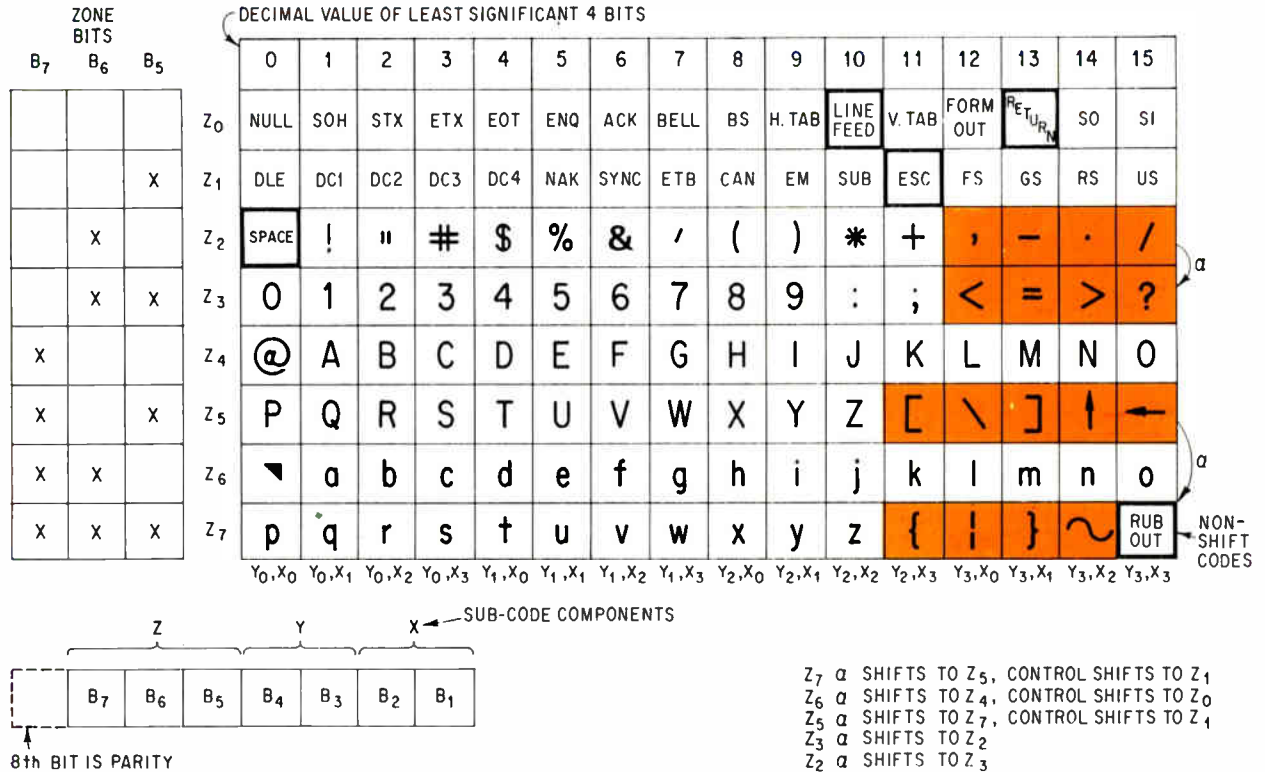 ZONE BITS
DECIMAL VALUE OF LEAST SIGNIFICANT 4 BITS
B7 B6 B5 0 1 2 3 4 5 6 7 8 9 10 11 12 13 14 15
Z0 NULL SOH STX ETX EOT ENQ ACK BELL BS H. TAB LINE FEED V. TAB FORM OUT RETURN SO SI
X Z1 DLE DC1 DC2 DC3 DC4 NAK SYNC ETB CAN EM SUB ESC FS GS RS US
X Z2 SPACE ! " # $ % & ′ ( ) * + , − · /
α
X X Z3 0 1 2 3 4 5 6 7 8 9 : ; < = > ?
X Z4 @ A B C D E F G H I J K L M N O
X X Z5 P Q R S T U V W X Y Z [ \ ] ↑ ←
α
X X Z6 ◥ a b c d e f g h i j k l m n o
X X X Z7 p q r s t u v w x y z { ¦ } ~ RUB OUT
NON-SHIFT CODES
Y0,X0 Y0,X1 Y0,X2 Y0,X3 Y1,X0 Y1,X1 Y1,X2 Y1,X3 Y2,X0 Y2,X1 Y2,X2 Y2,X3 Y3,X0 Y3,X1 Y3,X2 Y3,X3
Z Y X SUB-CODE COMPONENTS
B7 B6 B5 B4 B3 B2 B1
8th BIT IS PARITY
Z7 α SHIFTS TO Z5, CONTROL SHIFTS TO Z1
Z6 α SHIFTS TO Z4, CONTROL SHIFTS TO Z0
Z5 α SHIFTS TO Z7, CONTROL SHIFTS TO Z1
Z3 α SHIFTS TO Z2
Z2 α SHIFTS TO Z3